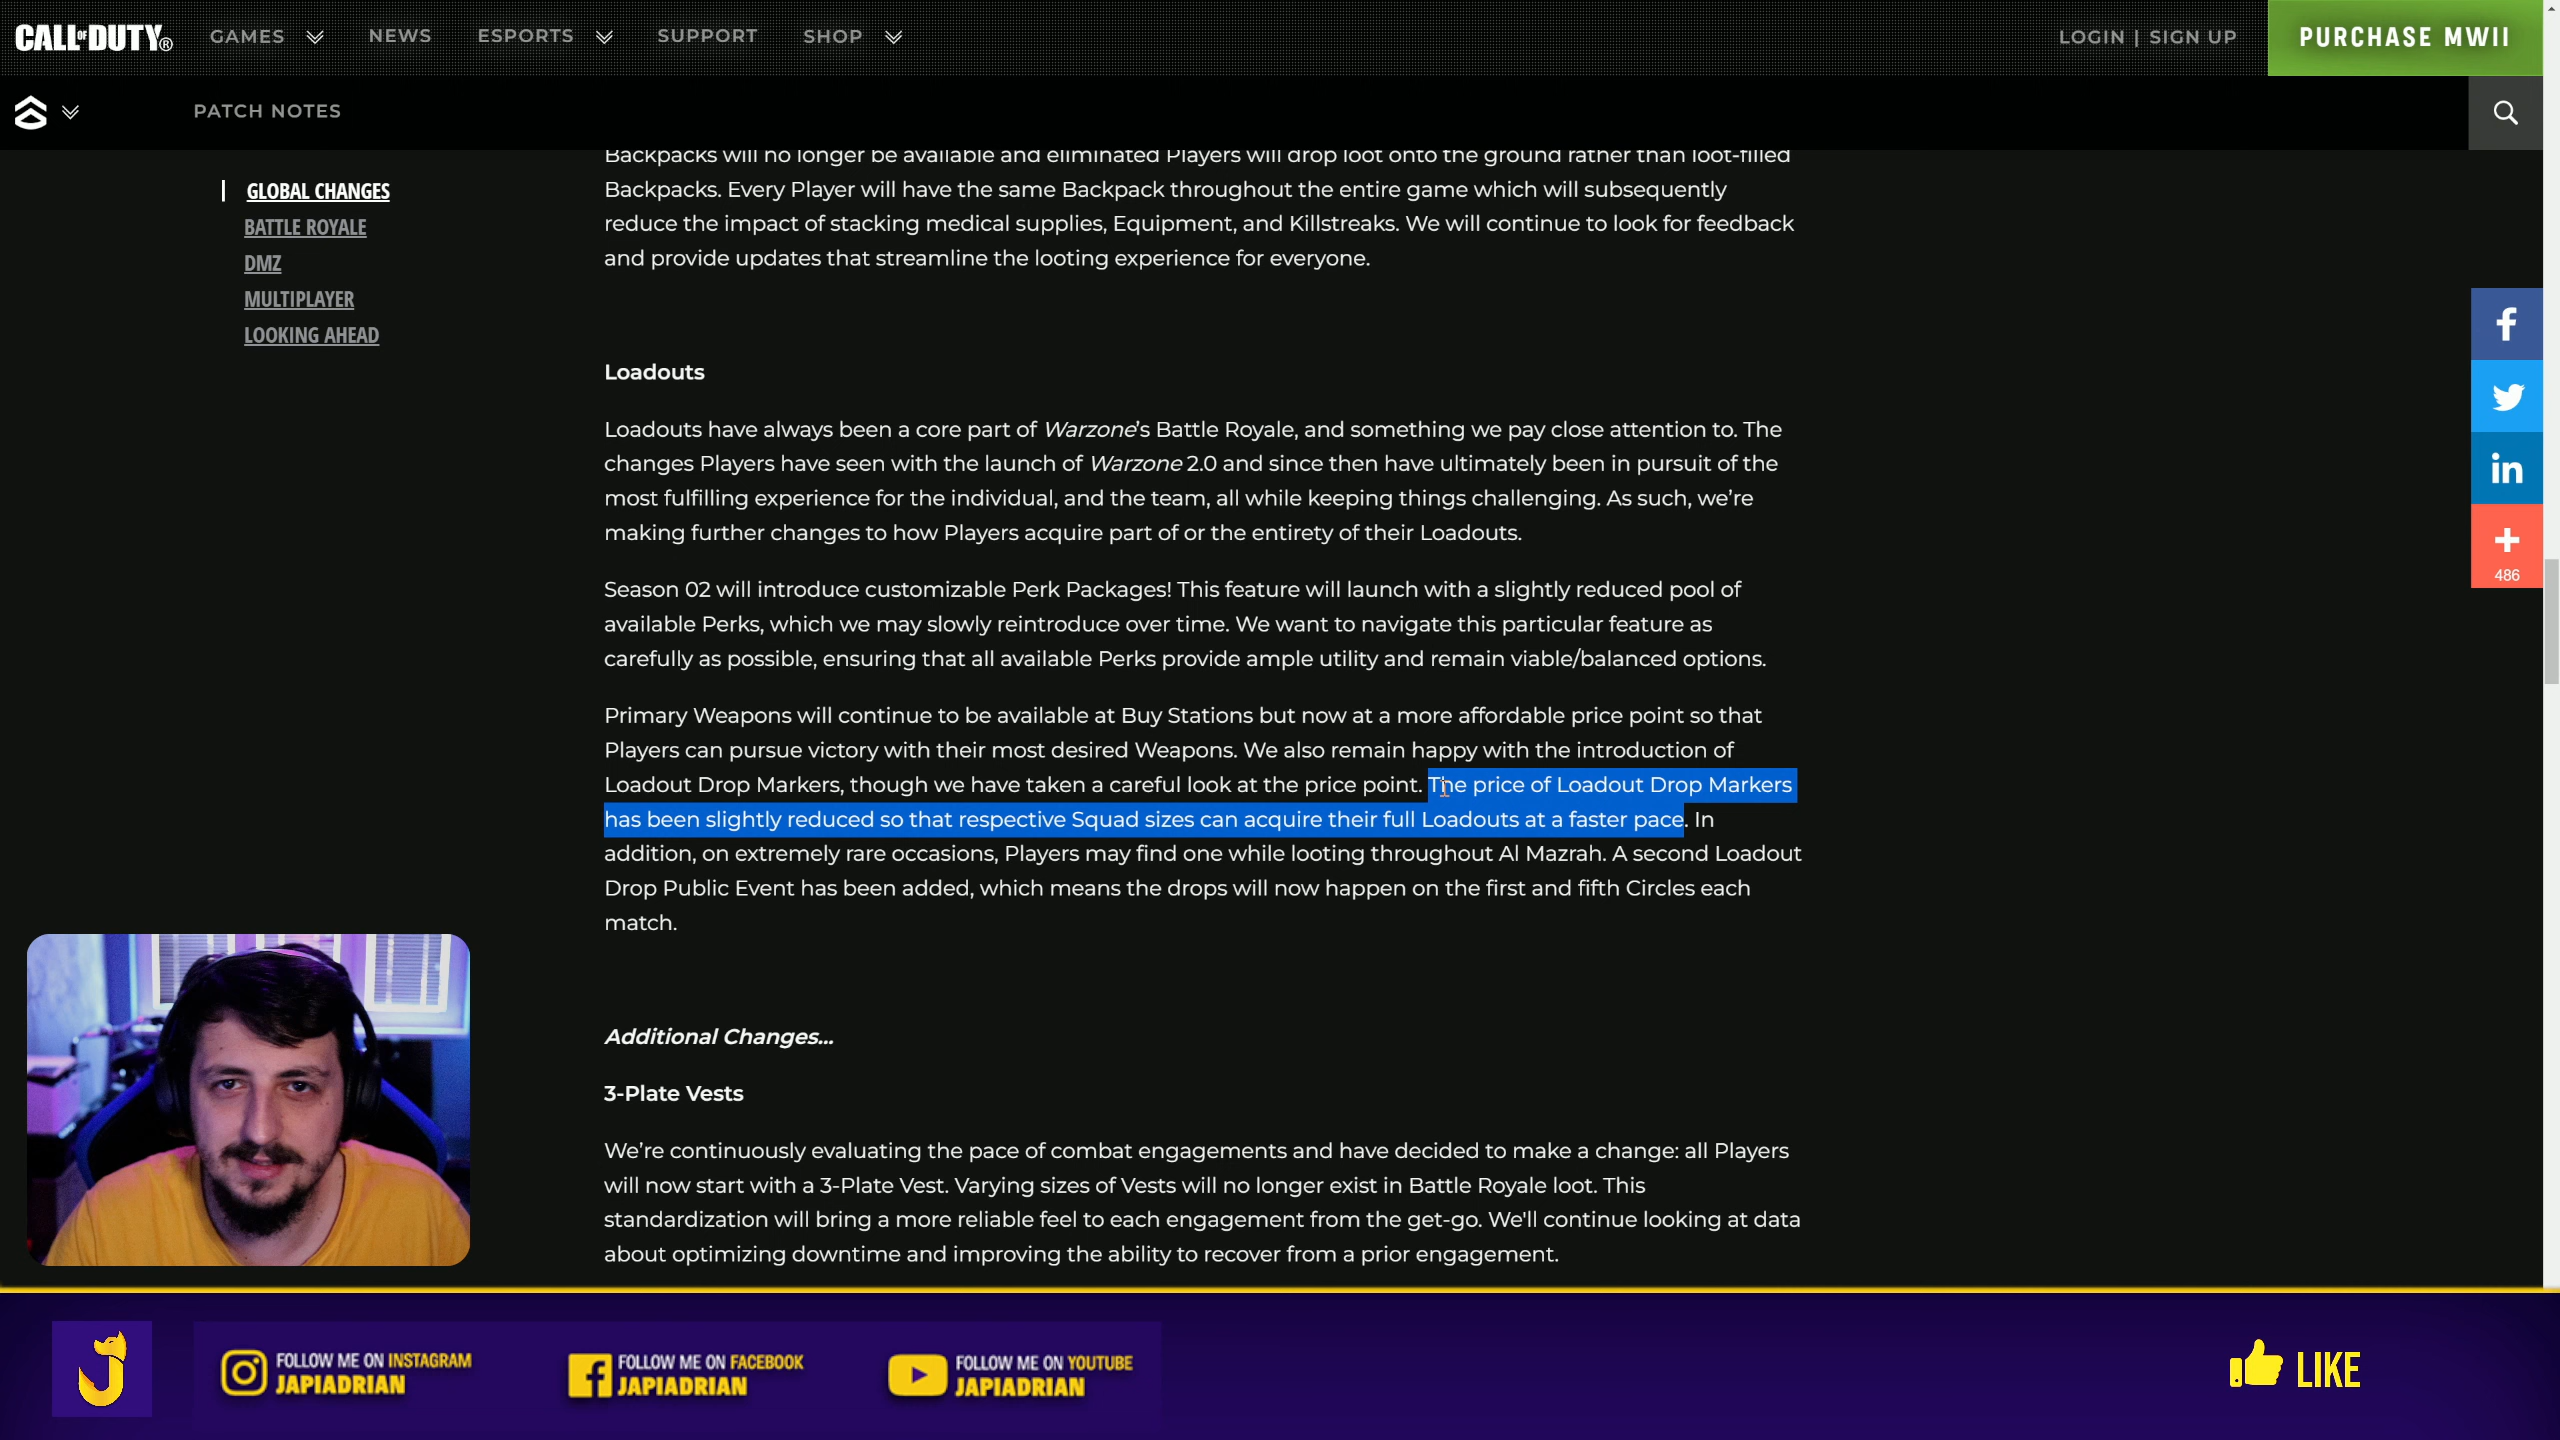 CALL OF DUTY® GAMES NEWS ESPORTS SUPPORT SHOP LOGIN | SIGN UP PURCHASE MWII
PATCH NOTES
GLOBAL CHANGES
BATTLE ROYALE
DMZ
MULTIPLAYER
LOOKING AHEAD
Backpacks will no longer be available and eliminated Players will drop loot onto the ground rather than loot-filled
Backpacks. Every Player will have the same Backpack throughout the entire game which will subsequently
reduce the impact of stacking medical supplies, Equipment, and Killstreaks. We will continue to look for feedback
and provide updates that streamline the looting experience for everyone.
Loadouts
Loadouts have always been a core part of Warzone’s Battle Royale, and something we pay close attention to. The
changes Players have seen with the launch of Warzone 2.0 and since then have ultimately been in pursuit of the
most fulfilling experience for the individual, and the team, all while keeping things challenging. As such, we’re
making further changes to how Players acquire part of or the entirety of their Loadouts.
Season 02 will introduce customizable Perk Packages! This feature will launch with a slightly reduced pool of
available Perks, which we may slowly reintroduce over time. We want to navigate this particular feature as
carefully as possible, ensuring that all available Perks provide ample utility and remain viable/balanced options.
Primary Weapons will continue to be available at Buy Stations but now at a more affordable price point so that
Players can pursue victory with their most desired Weapons. We also remain happy with the introduction of
Loadout Drop Markers, though we have taken a careful look at the price point. The price of Loadout Drop Markers
has been slightly reduced so that respective Squad sizes can acquire their full Loadouts at a faster pace. In
addition, on extremely rare occasions, Players may find one while looting throughout Al Mazrah. A second Loadout
Drop Public Event has been added, which means the drops will now happen on the first and fifth Circles each
match.
Additional Changes...
3-Plate Vests
We’re continuously evaluating the pace of combat engagements and have decided to make a change: all Players
will now start with a 3-Plate Vest. Varying sizes of Vests will no longer exist in Battle Royale loot. This
standardization will bring a more reliable feel to each engagement from the get-go. We'll continue looking at data
about optimizing downtime and improving the ability to recover from a prior engagement.
486
FOLLOW ME ON INSTAGRAM
JAPIADRIAN
FOLLOW ME ON FACEBOOK
JAPIADRIAN
FOLLOW ME ON YOUTUBE
JAPIADRIAN
LIKE